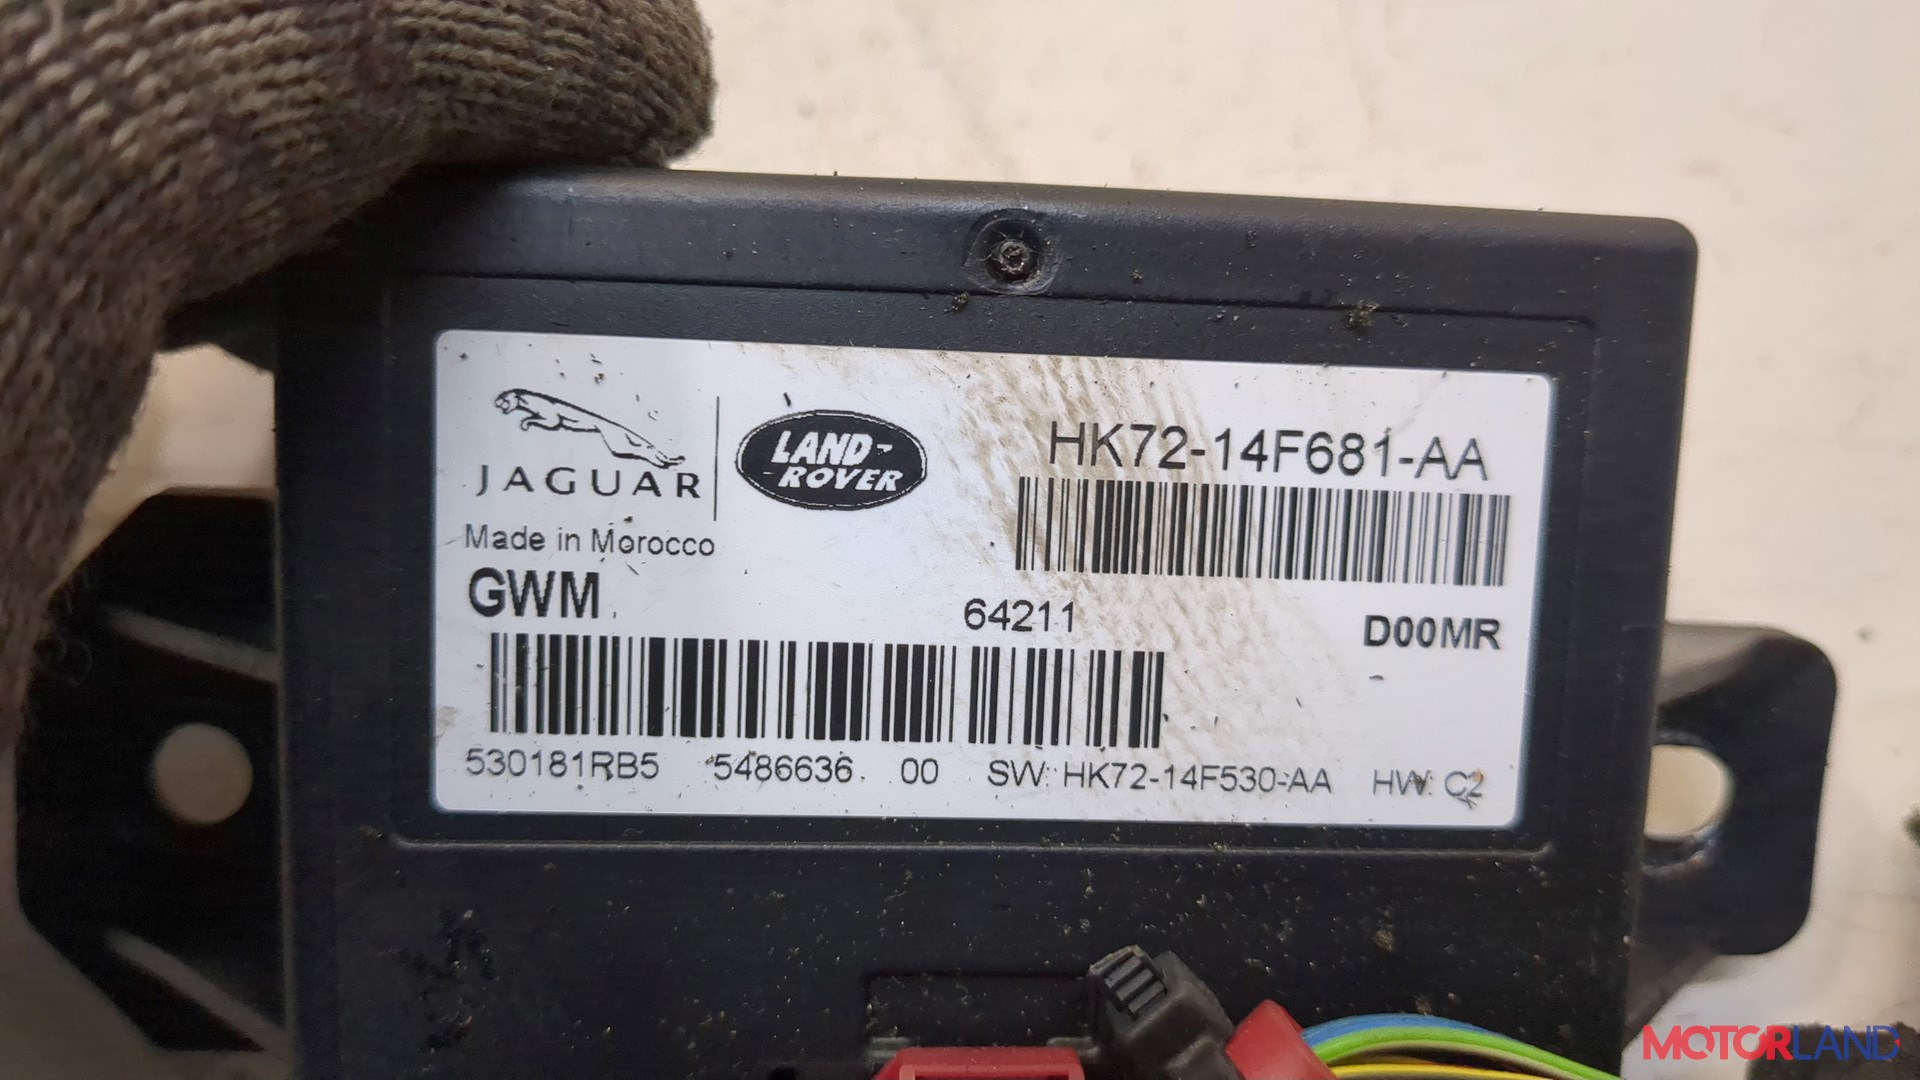 JAGUAR
LAND-
-ROVER
HK72-14F681-AA
Made in Morocco
GWM
64211
D00MR
530181RB5 5486636 00 SW: HK72-14F530-AA HW: C2
MOTORLAND